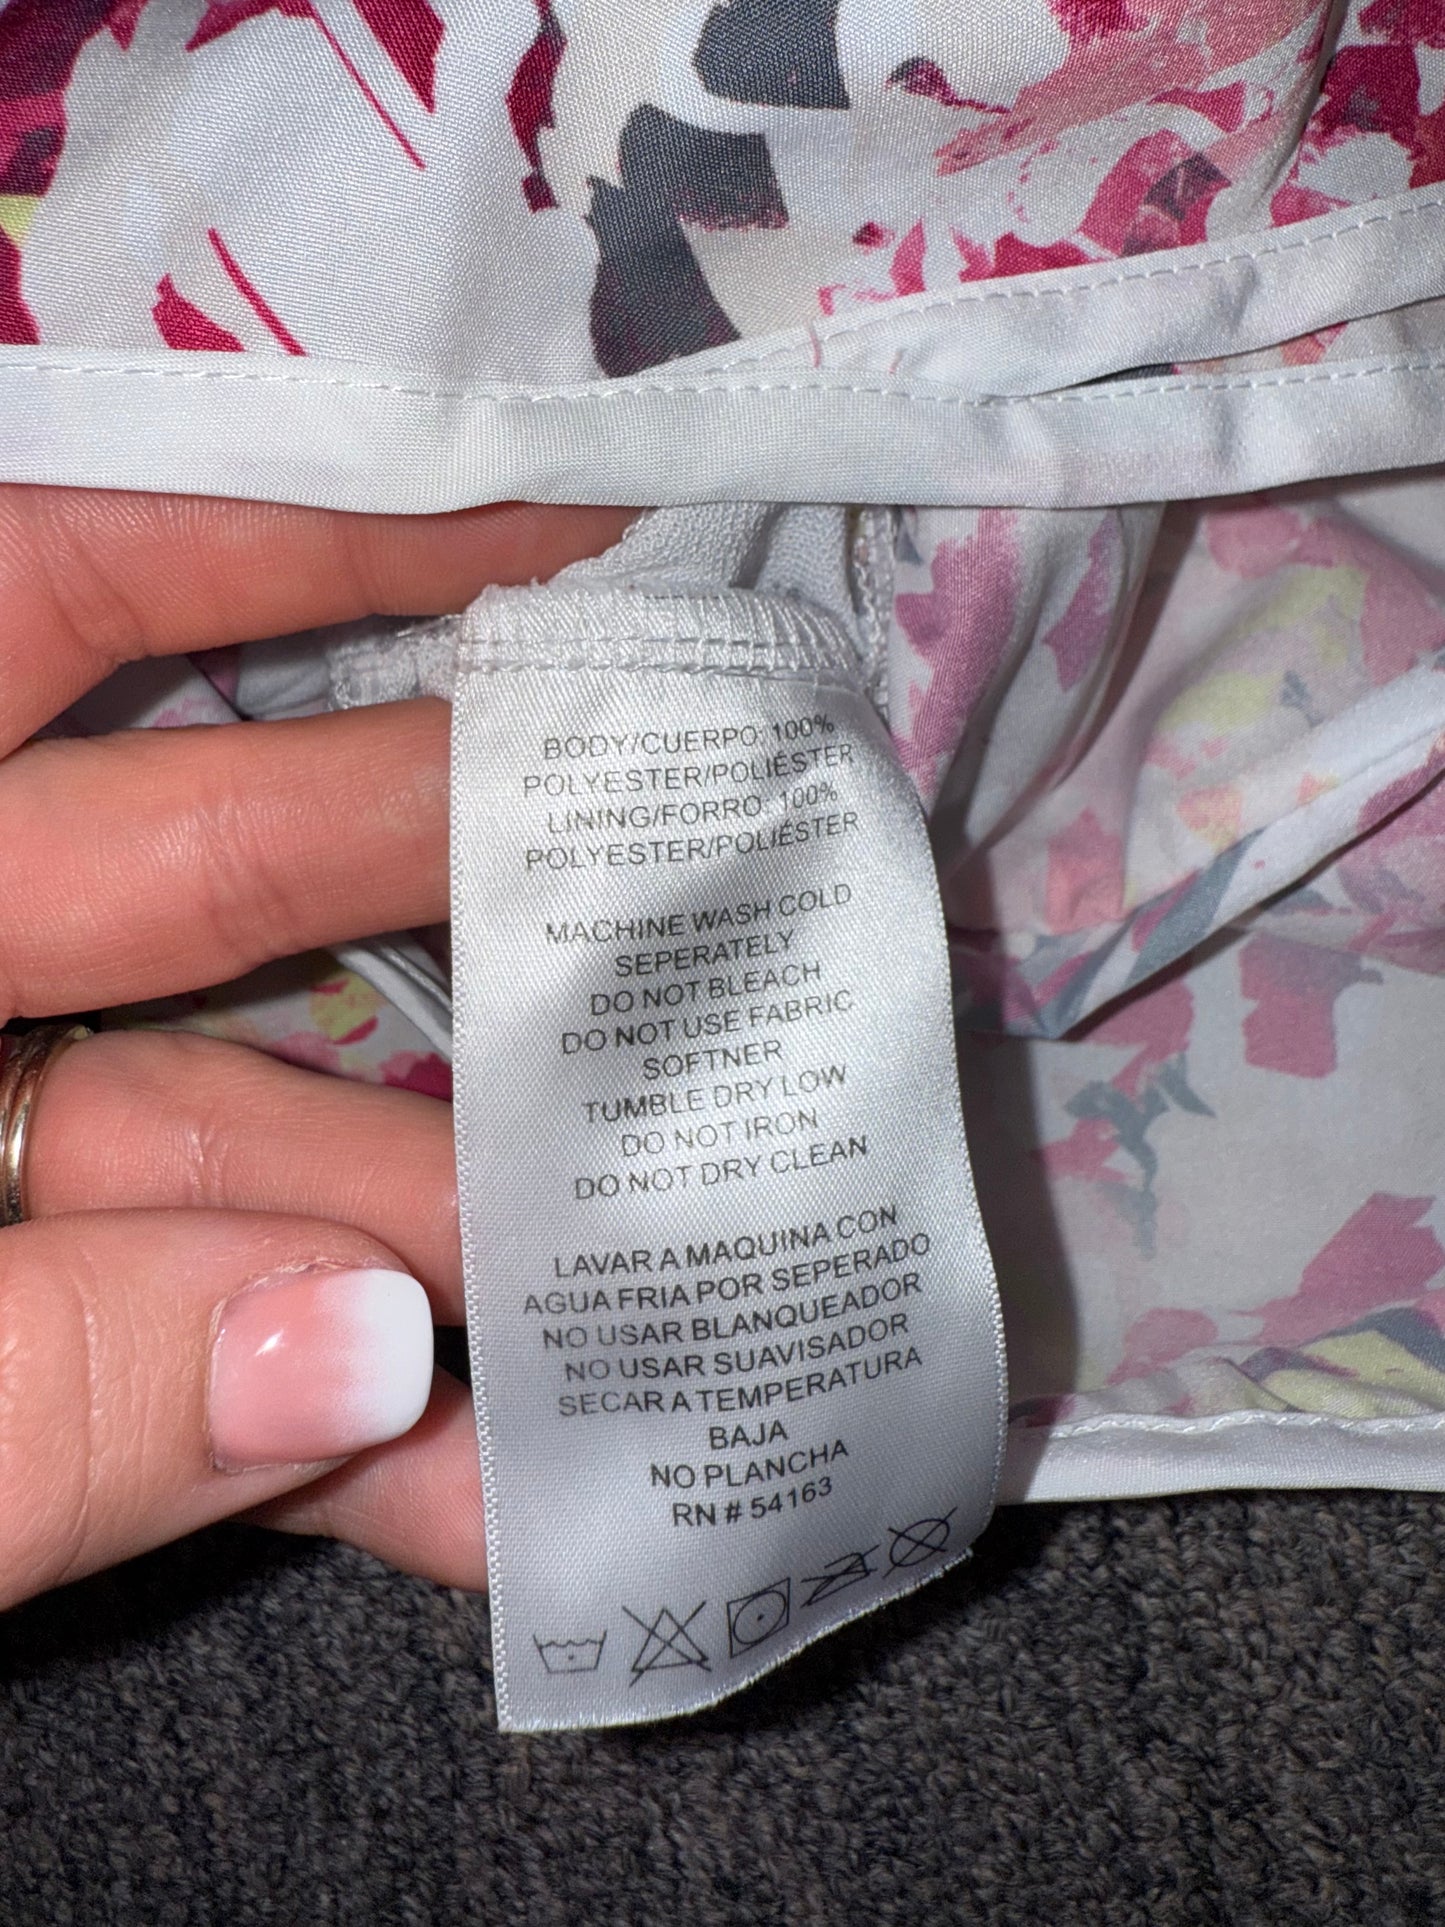 BODY/CUERPO: 100%
POLYESTER/POLIÉSTER
LINING/FORRO: 100%
POLYESTER/POLIÉSTER
MACHINE WASH COLD
SEPERATELY
DO NOT BLEACH
DO NOT USE FABRIC
SOFTNER
TUMBLE DRY LOW
DO NOT IRON
DO NOT DRY CLEAN
LAVAR A MAQUINA CON
AGUA FRIA POR SEPERADO
NO USAR BLANQUEADOR
NO USAR SUAVISADOR
SECAR A TEMPERATURA
BAJA
NO PLANCHA
RN # 54163